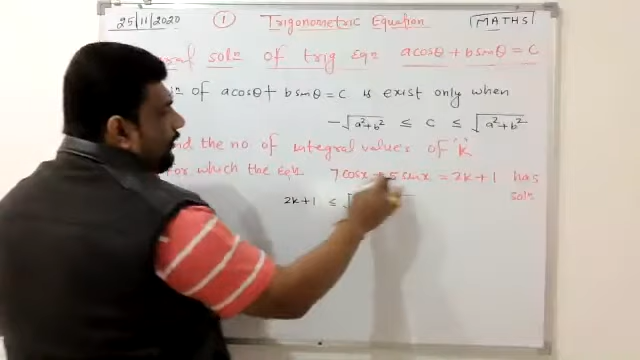 25/11/2020 1 Trigonometric Equation MATHS
ral solⁿ of trig Eqⁿ acosθ + bsinθ = c
of acosθ + bsinθ = c is exist only when
-√a²+b² ≤ c ≤ √a²+b²
the no of integral values of 'k'
for which the eqⁿ 7cosx + 5sinx = 2k+1 has
solⁿ
2k+1 ≤ √